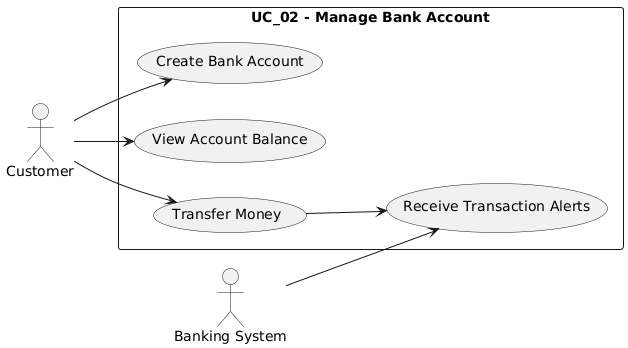 UC_02 - Manage Bank Account
Create Bank Account
View Account Balance
Customer
Transfer Money
Receive Transaction Alerts
Banking System